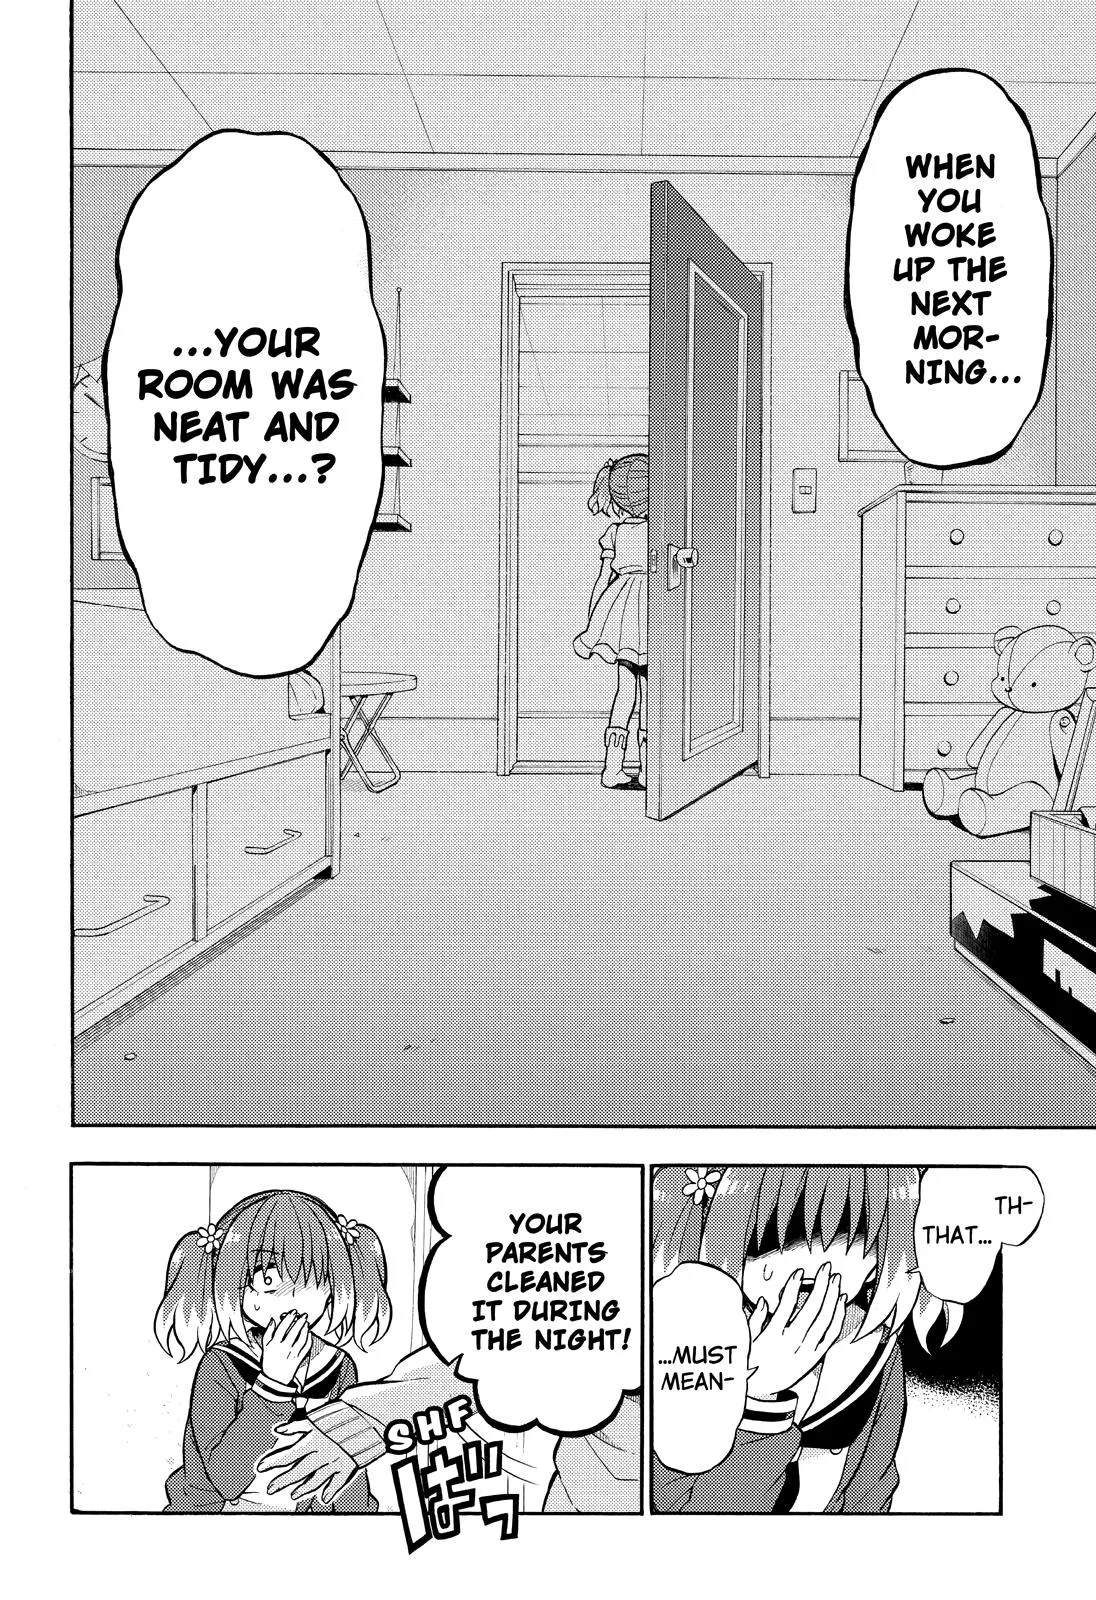 WHEN
YOU
WOKE
UP THE
NEXT
MOR-
NING...
...YOUR
ROOM WAS
NEAT AND
TIDY...?
TH-
THAT...
...MUST
MEAN-
YOUR
PARENTS
CLEANED
IT DURING
THE NIGHT!
SHF
ばっ